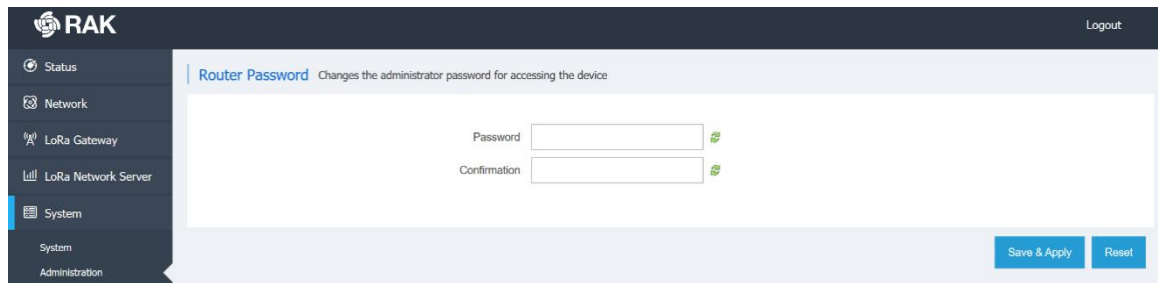 RAK
Logout
Status
Network
LoRa Gateway
LoRa Network Server
System
System
Administration
Router Password Changes the administrator password for accessing the device
Password
Confirmation
Save & Apply Reset